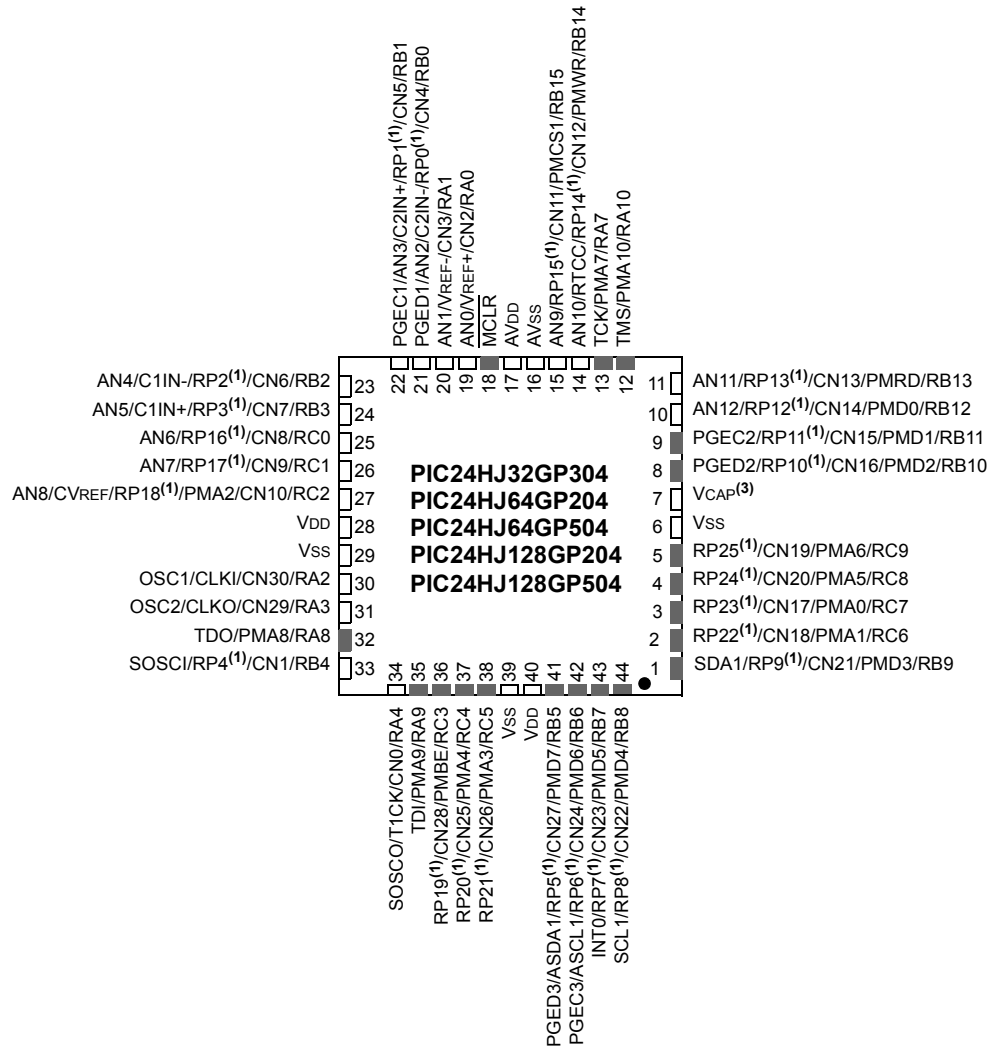 PGEC1/AN3/C2IN+/RP1(1)/CN5/RB1
PGED1/AN2/C2IN-/RP0(1)/CN4/RB0
AN1/VREF-/CN3/RA1
AN0/VREF+/CN2/RA0
MCLR
AVDD
AVSS
AN9/RP15(1)/CN11/PMCS1/RB15
AN10/RTCC/RP14(1)/CN12/PMWR/RB14
TCK/PMA7/RA7
TMS/PMA10/RA10
22 21 20 19 18 17 16 15 14 13 12
AN4/C1IN-/RP2(1)/CN6/RB2 23
AN5/C1IN+/RP3(1)/CN7/RB3 24
AN6/RP16(1)/CN8/RC0 25
AN7/RP17(1)/CN9/RC1 26
AN8/CVREF/RP18(1)/PMA2/CN10/RC2 27
VDD 28
VSS 29
OSC1/CLKI/CN30/RA2 30
OSC2/CLKO/CN29/RA3 31
TDO/PMA8/RA8 32
SOSCI/RP4(1)/CN1/RB4 33
PIC24HJ32GP304
PIC24HJ64GP204
PIC24HJ64GP504
PIC24HJ128GP204
PIC24HJ128GP504
11 AN11/RP13(1)/CN13/PMRD/RB13
10 AN12/RP12(1)/CN14/PMD0/RB12
9 PGEC2/RP11(1)/CN15/PMD1/RB11
8 PGED2/RP10(1)/CN16/PMD2/RB10
7 VCAP(3)
6 VSS
5 RP25(1)/CN19/PMA6/RC9
4 RP24(1)/CN20/PMA5/RC8
3 RP23(1)/CN17/PMA0/RC7
2 RP22(1)/CN18/PMA1/RC6
1 SDA1/RP9(1)/CN21/PMD3/RB9
34 35 36 37 38 39 40 41 42 43 44
SOSCO/T1CK/CN0/RA4
TDI/PMA9/RA9
RP19(1)/CN28/PMBE/RC3
RP20(1)/CN25/PMA4/RC4
RP21(1)/CN26/PMA3/RC5
VSS
VDD
PGED3/ASDA1/RP5(1)/CN27/PMD7/RB5
PGEC3/ASCL1/RP6(1)/CN24/PMD6/RB6
INT0/RP7(1)/CN23/PMD5/RB7
SCL1/RP8(1)/CN22/PMD4/RB8